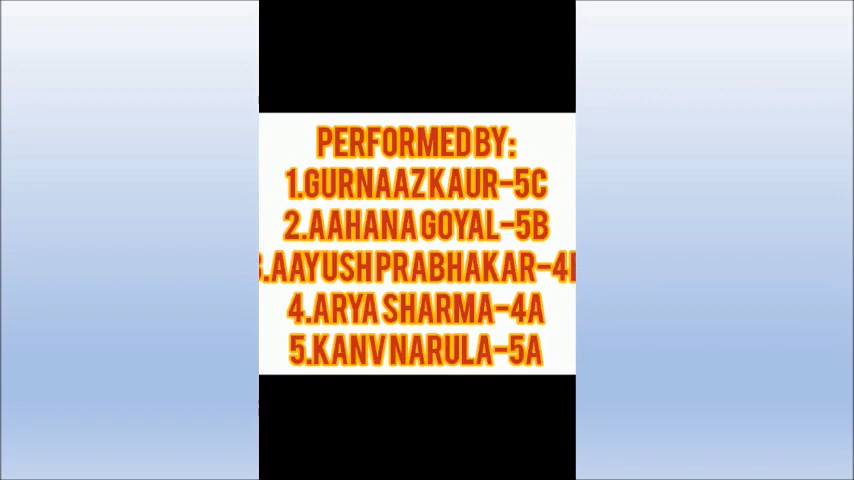 PERFORMED BY:
1.GURNAAZ KAUR-5C
2.AAHANA GOYAL-5B
.AAYUSH PRABHAKAR-4
4.ARYA SHARMA-4A
5.KANV NARULA-5A